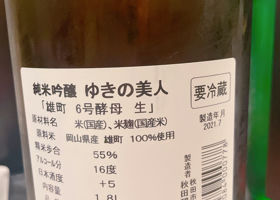 純米吟醸 ゆきの美人
「雄町 6号酵母 生」
要冷蔵
原材料名 米(国産)、米麹(国産米)
原料米 岡山県産 雄町 100%使用
精米歩合 55%
アルコール分 16度
日本酒度 +5
内容量 1.8L
製造年月
2021.7
秋田市
秋田